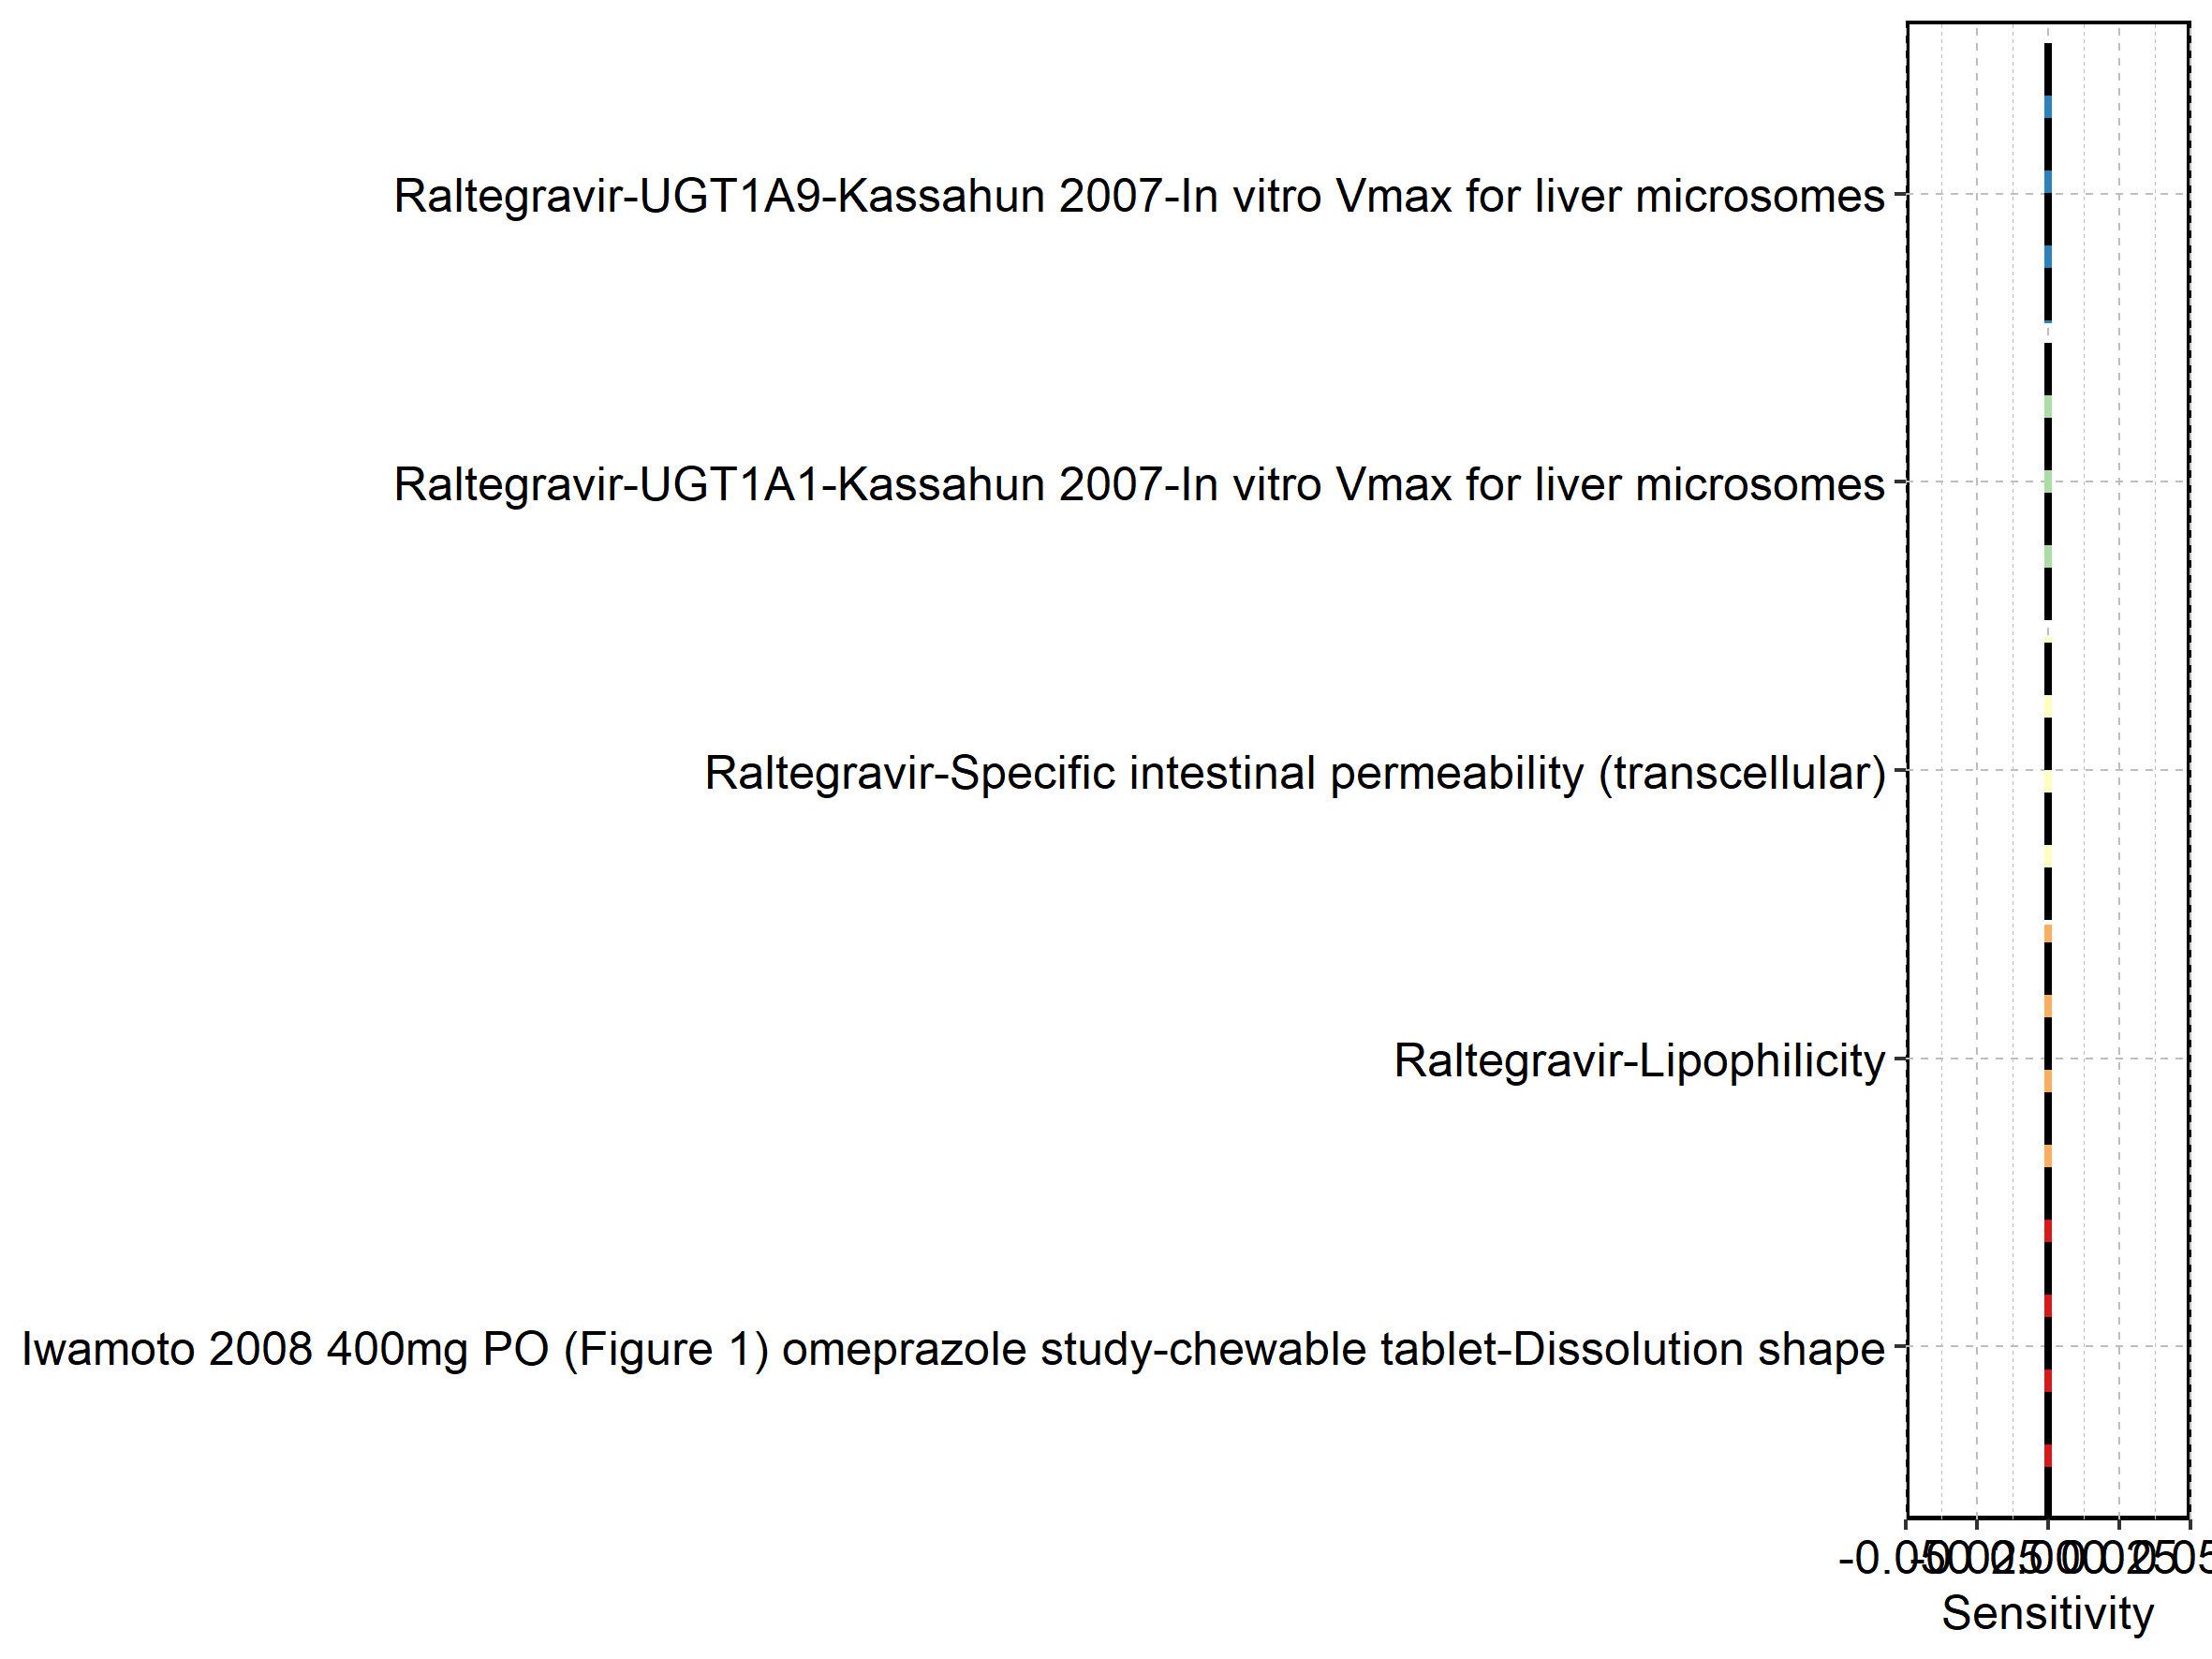 Raltegravir-UGT1A9-Kassahun 2007-In vitro Vmax for liver microsomes
Raltegravir-UGT1A1-Kassahun 2007-In vitro Vmax for liver microsomes
Raltegravir-Specific intestinal permeability (transcellular)
Raltegravir-Lipophilicity
Iwamoto 2008 400mg PO (Figure 1) omeprazole study-chewable tablet-Dissolution shape
Sensitivity